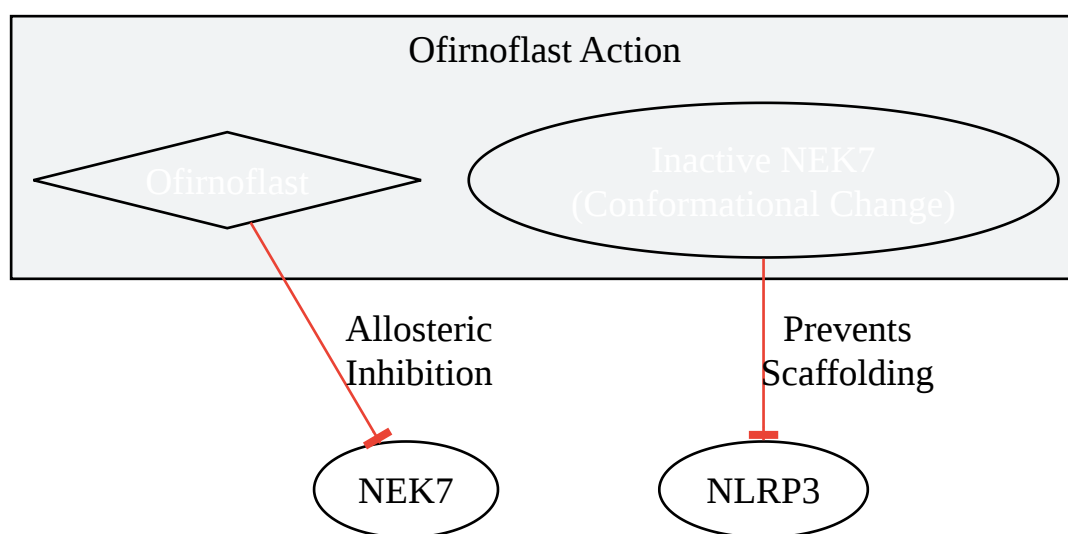 Ofirnoflast Action
Ofirnoflast
Inactive NEK7
(Conformational Change)
Allosteric
Inhibition
Prevents
Scaffolding
NEK7
NLRP3